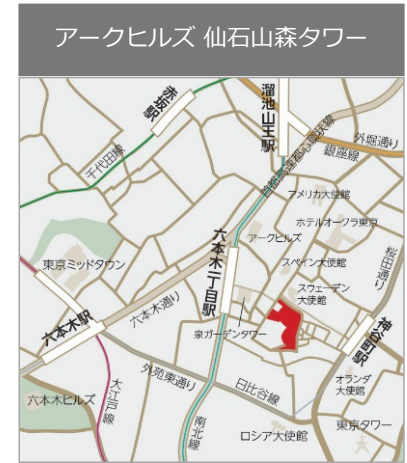 アークヒルズ 仙石山森タワー
赤坂駅
溜池山王駅
首都高速都心環状線
外堀通り
銀座線
千代田線
アメリカ大使館
ホテルオークラ東京
桜田通り
六本木一丁目駅
アークヒルズ
スペイン大使館
東京ミッドタウン
スウェーデン
大使館
六本木通り
六本木駅
泉ガーデンタワー
神谷町駅
外苑東通り
日比谷線
オランダ
大使館
六本木ヒルズ
大江戸線
南北線
ロシア大使館
東京タワー